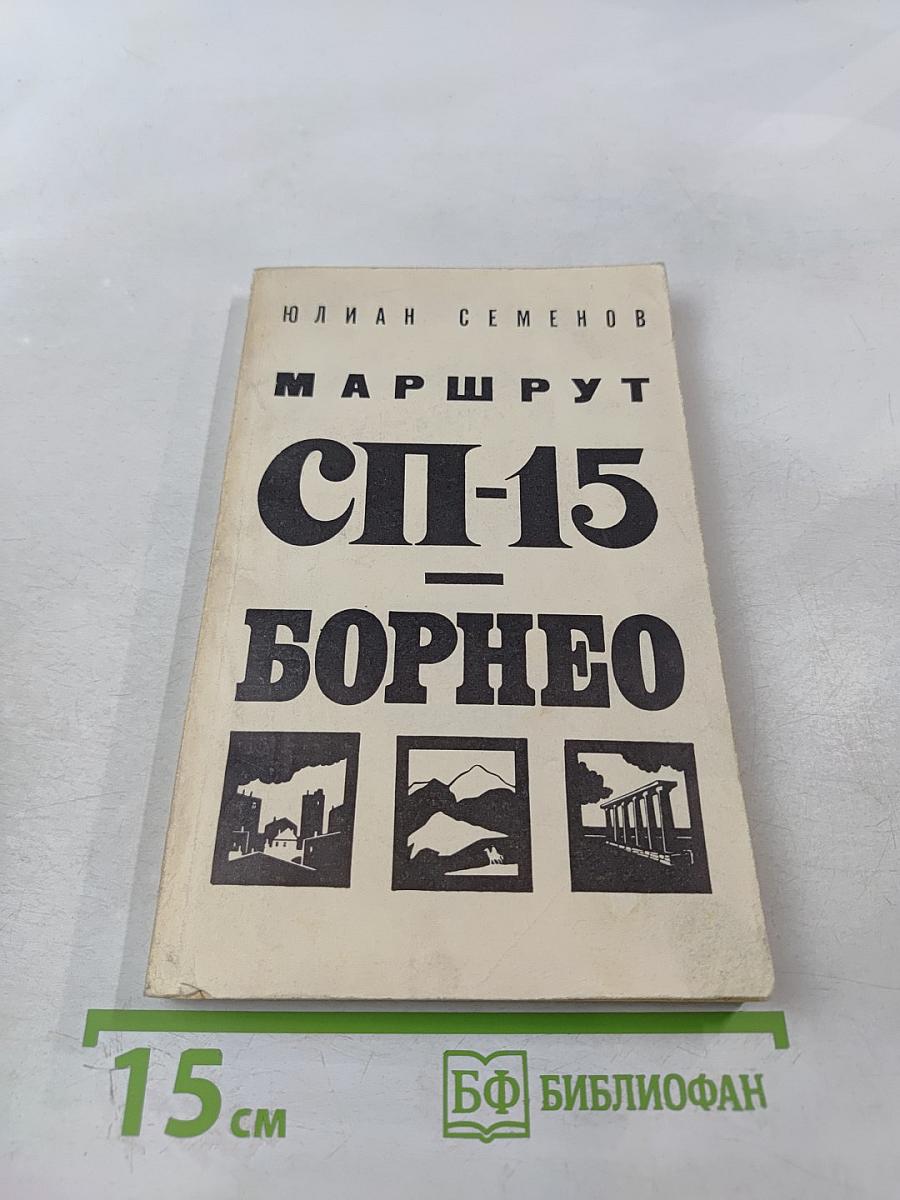 ЮЛИАН СЕМЕНОВ
МАРШРУТ
СП-15
—
БОРНЕО
15 см
БФ БИБЛИОФАН